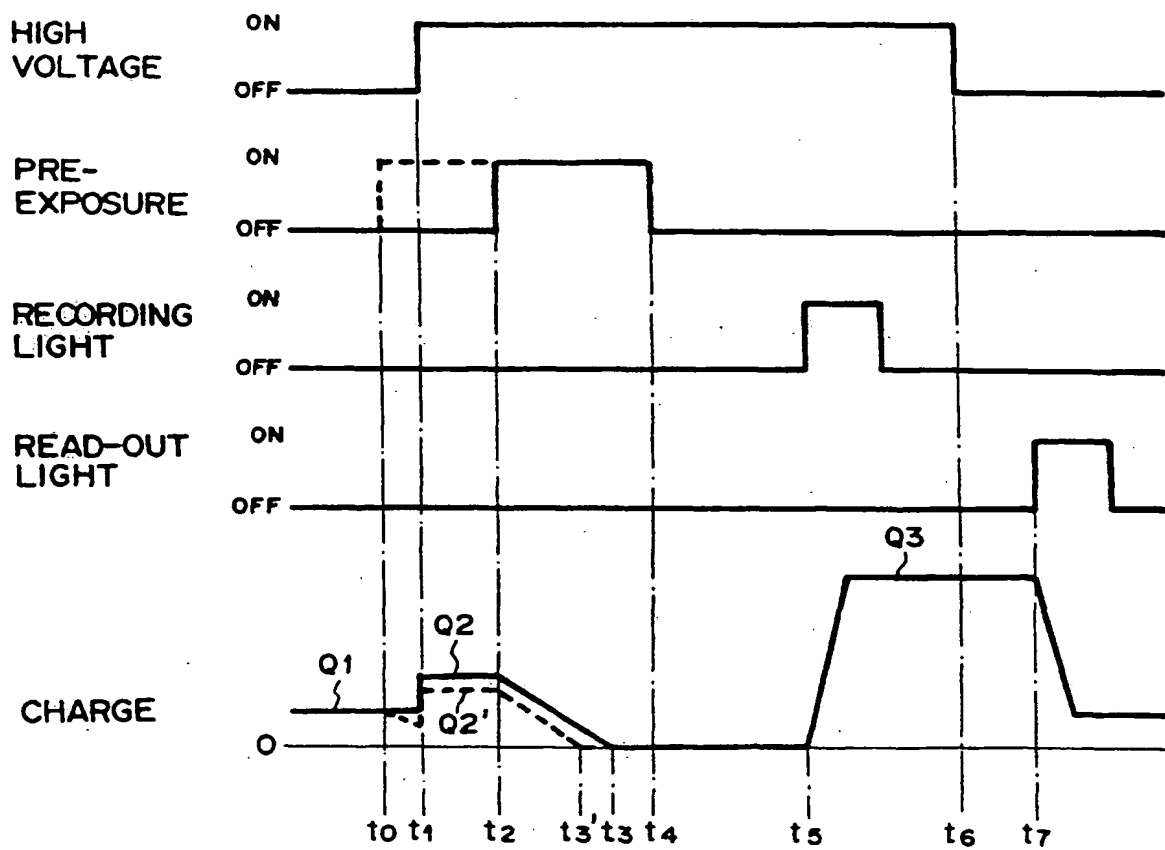 HIGH
VOLTAGE
ON
OFF
PRE-
EXPOSURE
ON
OFF
RECORDING
LIGHT
ON
OFF
READ-OUT
LIGHT
ON
OFF
CHARGE
Q1
Q2
Q2'
Q3
0
t0 t1 t2 t3' t3 t4 t5 t6 t7